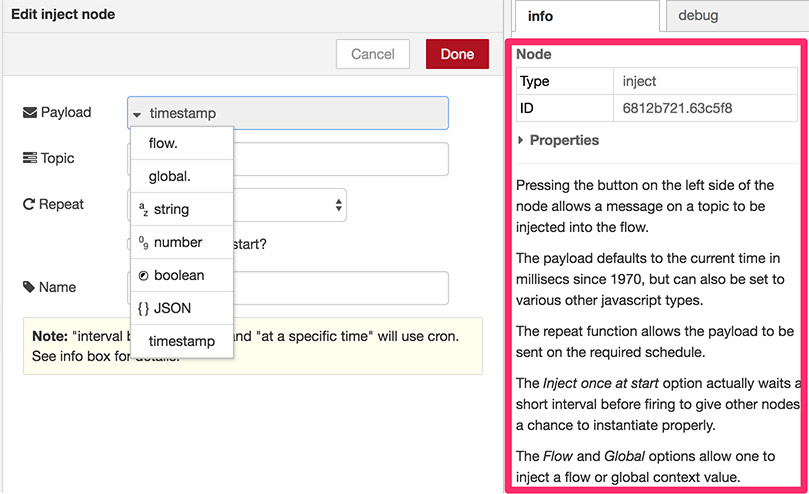 Edit inject node
Cancel
Done
Payload
timestamp
flow.
global.
a z string
0 9 number
boolean
{ } JSON
timestamp
Topic
Repeat
start?
Name
Note: "interval b and "at a specific time" will use cron.
See info box for details.
info
debug
Node
Type inject
ID 6812b721.63c5f8
Properties
Pressing the button on the left side of the
node allows a message on a topic to be
injected into the flow.
The payload defaults to the current time in
millisecs since 1970, but can also be set to
various other javascript types.
The repeat function allows the payload to be
sent on the required schedule.
The Inject once at start option actually waits a
short interval before firing to give other nodes
a chance to instantiate properly.
The Flow and Global options allow one to
inject a flow or global context value.